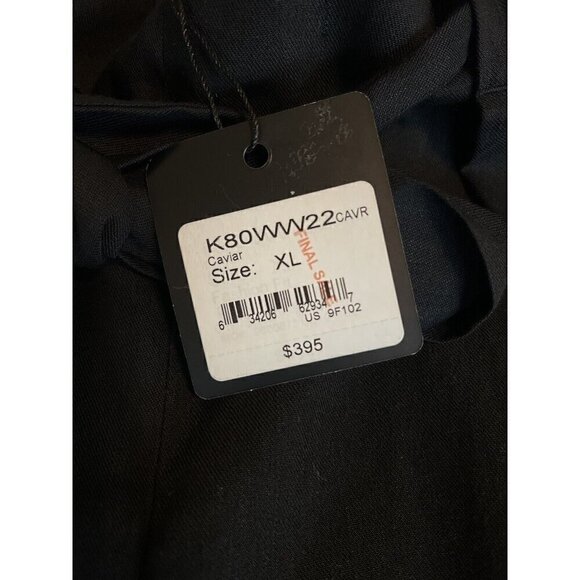 K80WW22CAVR
Caviar
Size: XL
FINAL SALE
6 34206 62934 7
US 9F102
$395